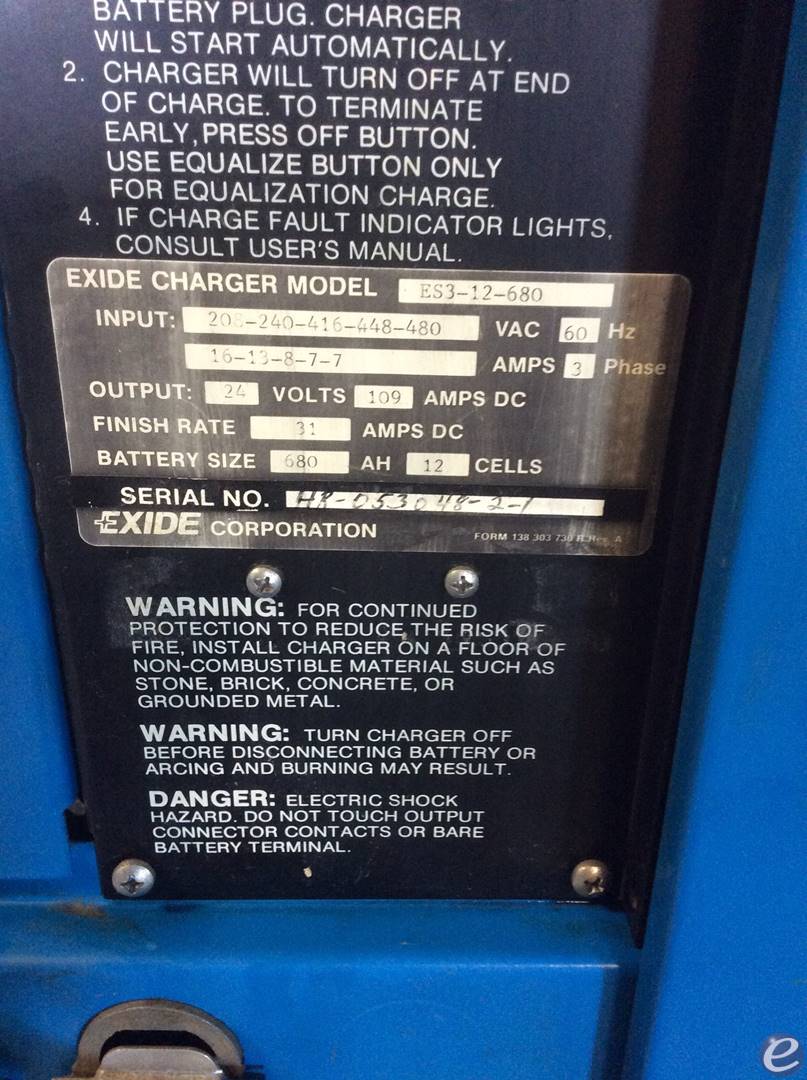 BATTERY PLUG. CHARGER
WILL START AUTOMATICALLY.
2. CHARGER WILL TURN OFF AT END
OF CHARGE. TO TERMINATE
EARLY, PRESS OFF BUTTON.
USE EQUALIZE BUTTON ONLY
FOR EQUALIZATION CHARGE.
4. IF CHARGE FAULT INDICATOR LIGHTS,
CONSULT USER'S MANUAL.
EXIDE CHARGER MODEL ES3-12-680
INPUT: 208-240-416-448-480 VAC 60 Hz
16-13-8-7-7 AMPS 3 Phase
OUTPUT: 24 VOLTS 109 AMPS DC
FINISH RATE 31 AMPS DC
BATTERY SIZE 680 AH 12 CELLS
SERIAL NO.
EXIDE CORPORATION FORM 138 303 730 R Rev. A
WARNING: FOR CONTINUED
PROTECTION TO REDUCE THE RISK OF
FIRE, INSTALL CHARGER ON A FLOOR OF
NON-COMBUSTIBLE MATERIAL SUCH AS
STONE, BRICK, CONCRETE, OR
GROUNDED METAL.
WARNING: TURN CHARGER OFF
BEFORE DISCONNECTING BATTERY OR
ARCING AND BURNING MAY RESULT.
DANGER: ELECTRIC SHOCK
HAZARD. DO NOT TOUCH OUTPUT
CONNECTOR CONTACTS OR BARE
BATTERY TERMINAL.
e